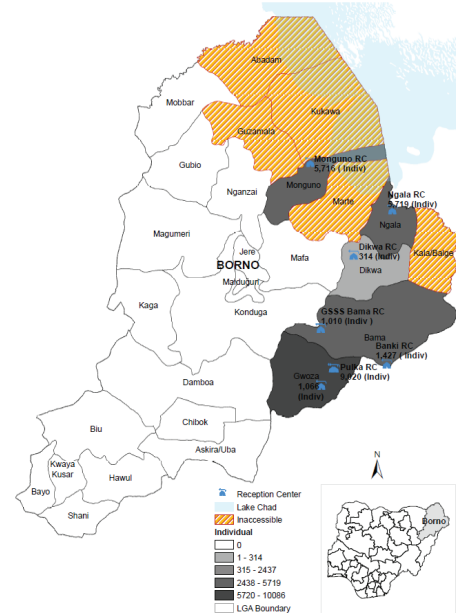 Abadam
Mobbar
Kukawa
Guzamala
Gubio
Monguno RC
5,716 ( Indiv)
Nganzai
Monguno
Marte
Ngala RC
5,719 (Indiv)
Ngala
Magumeri
Jere
Dikwa RC
314 (Indiv)
Kala/Balge
BORNO
Mafa
Dikwa
Maiduguri
Kaga
Konduga
GSSS Bama RC
1,010 (Indiv )
Bama
Banki RC
1,427 (Indiv)
Pulka RC
9,020 (Indiv)
Gwoza
1,066
(Indiv)
Damboa
Chibok
Biu
Askira/Uba
Kwaya
Kusar
Hawul
Bayo
Shani
N
Reception Center
Lake Chad
Inaccessible
Individual
0
1 - 314
315 - 2437
2438 - 5719
5720 - 10086
LGA Boundary
Borno